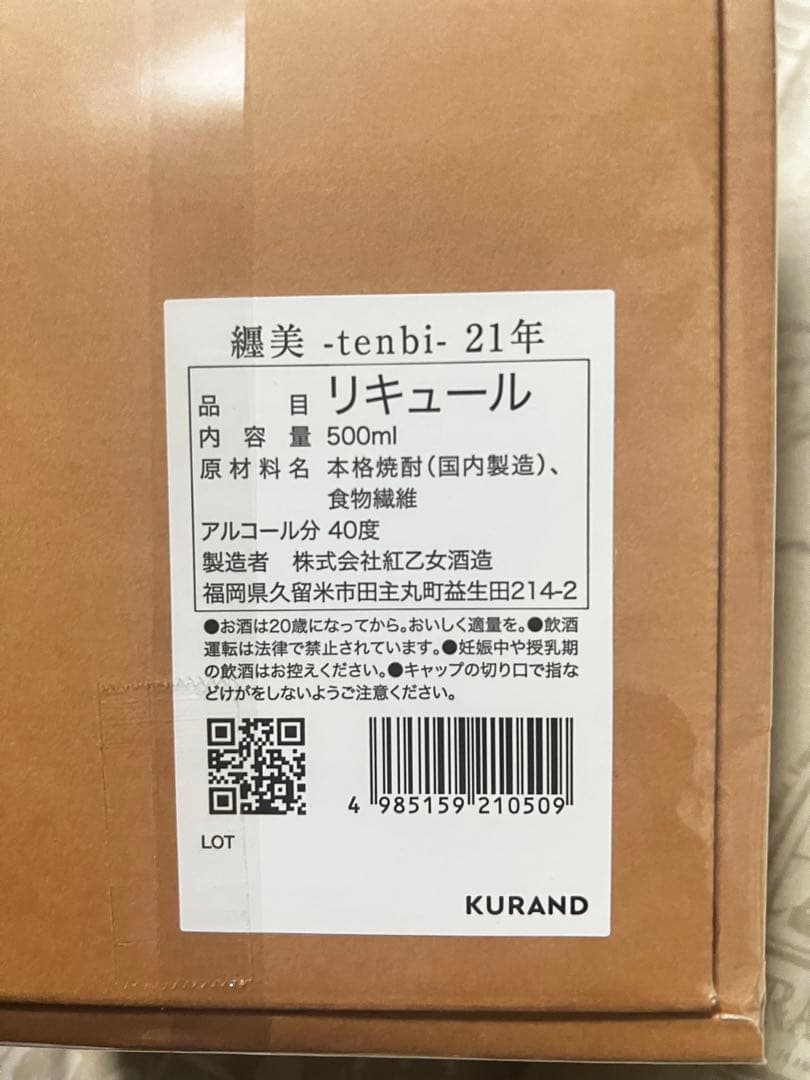 纒美 -tenbi- 21年
品目 リキュール
内容量 500ml
原材料名 本格焼酎（国内製造）、
食物繊維
アルコール分 40度
製造者 株式会社紅乙女酒造
福岡県久留米市田主丸町益生田214-2
●お酒は20歳になってから。おいしく適量を。●飲酒
運転は法律で禁止されています。●妊娠中や授乳期
の飲酒はお控えください。●キャップの切り口で指な
どけがをしないようご注意ください。
4 985159 210509
LOT
KURAND